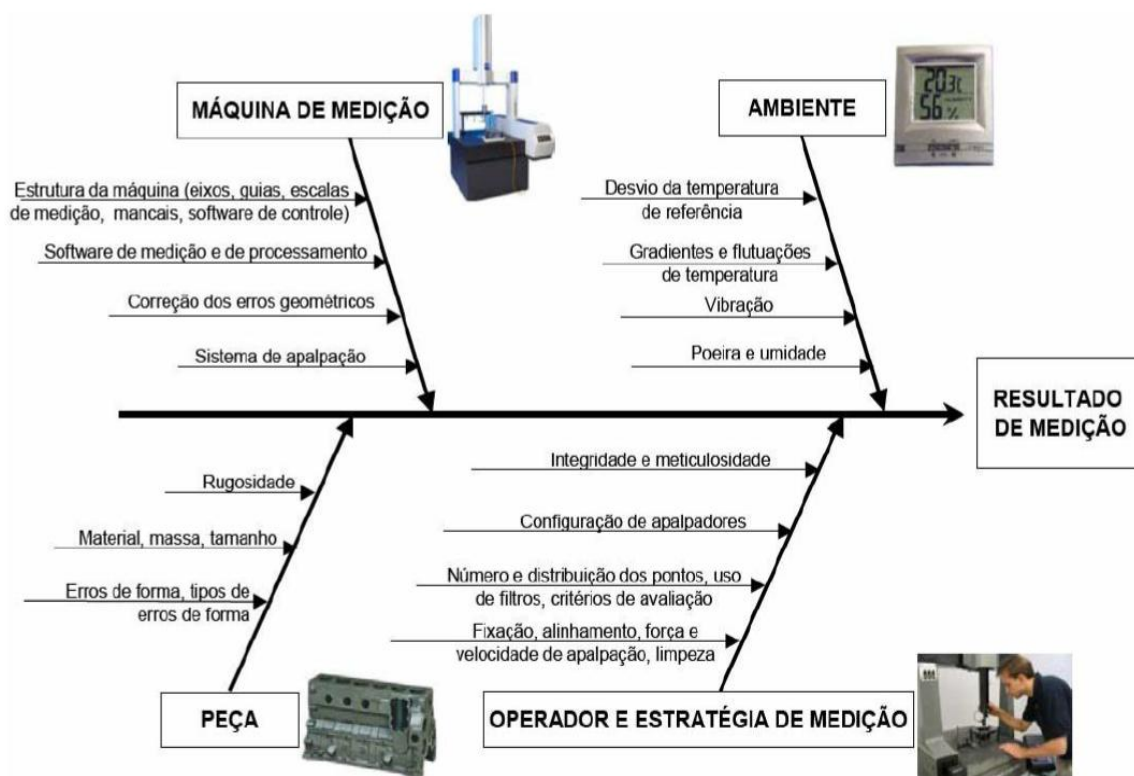 MÁQUINA DE MEDIÇÃO
Estrutura da máquina (eixos, guias, escalas
de medição, mancais, software de controle)
Software de medição e de processamento
Correção dos erros geométricos
Sistema de apalpação
AMBIENTE
20.3c
56 %
Desvio da temperatura
de referência
Gradientes e flutuações
de temperatura
Vibração
Poeira e umidade
RESULTADO
DE MEDIÇÃO
Rugosidade
Material, massa, tamanho
Erros de forma, tipos de
erros de forma
PEÇA
Integridade e meticulosidade
Configuração de apalpadores
Número e distribuição dos pontos, uso
de filtros, critérios de avaliação
Fixação, alinhamento, força e
velocidade de apalpação, limpeza
OPERADOR E ESTRATÉGIA DE MEDIÇÃO